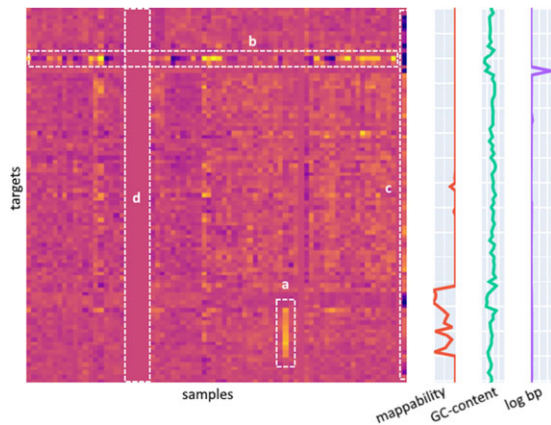 b
targets
d
c
a
samples
mappability
GC-content
log bp